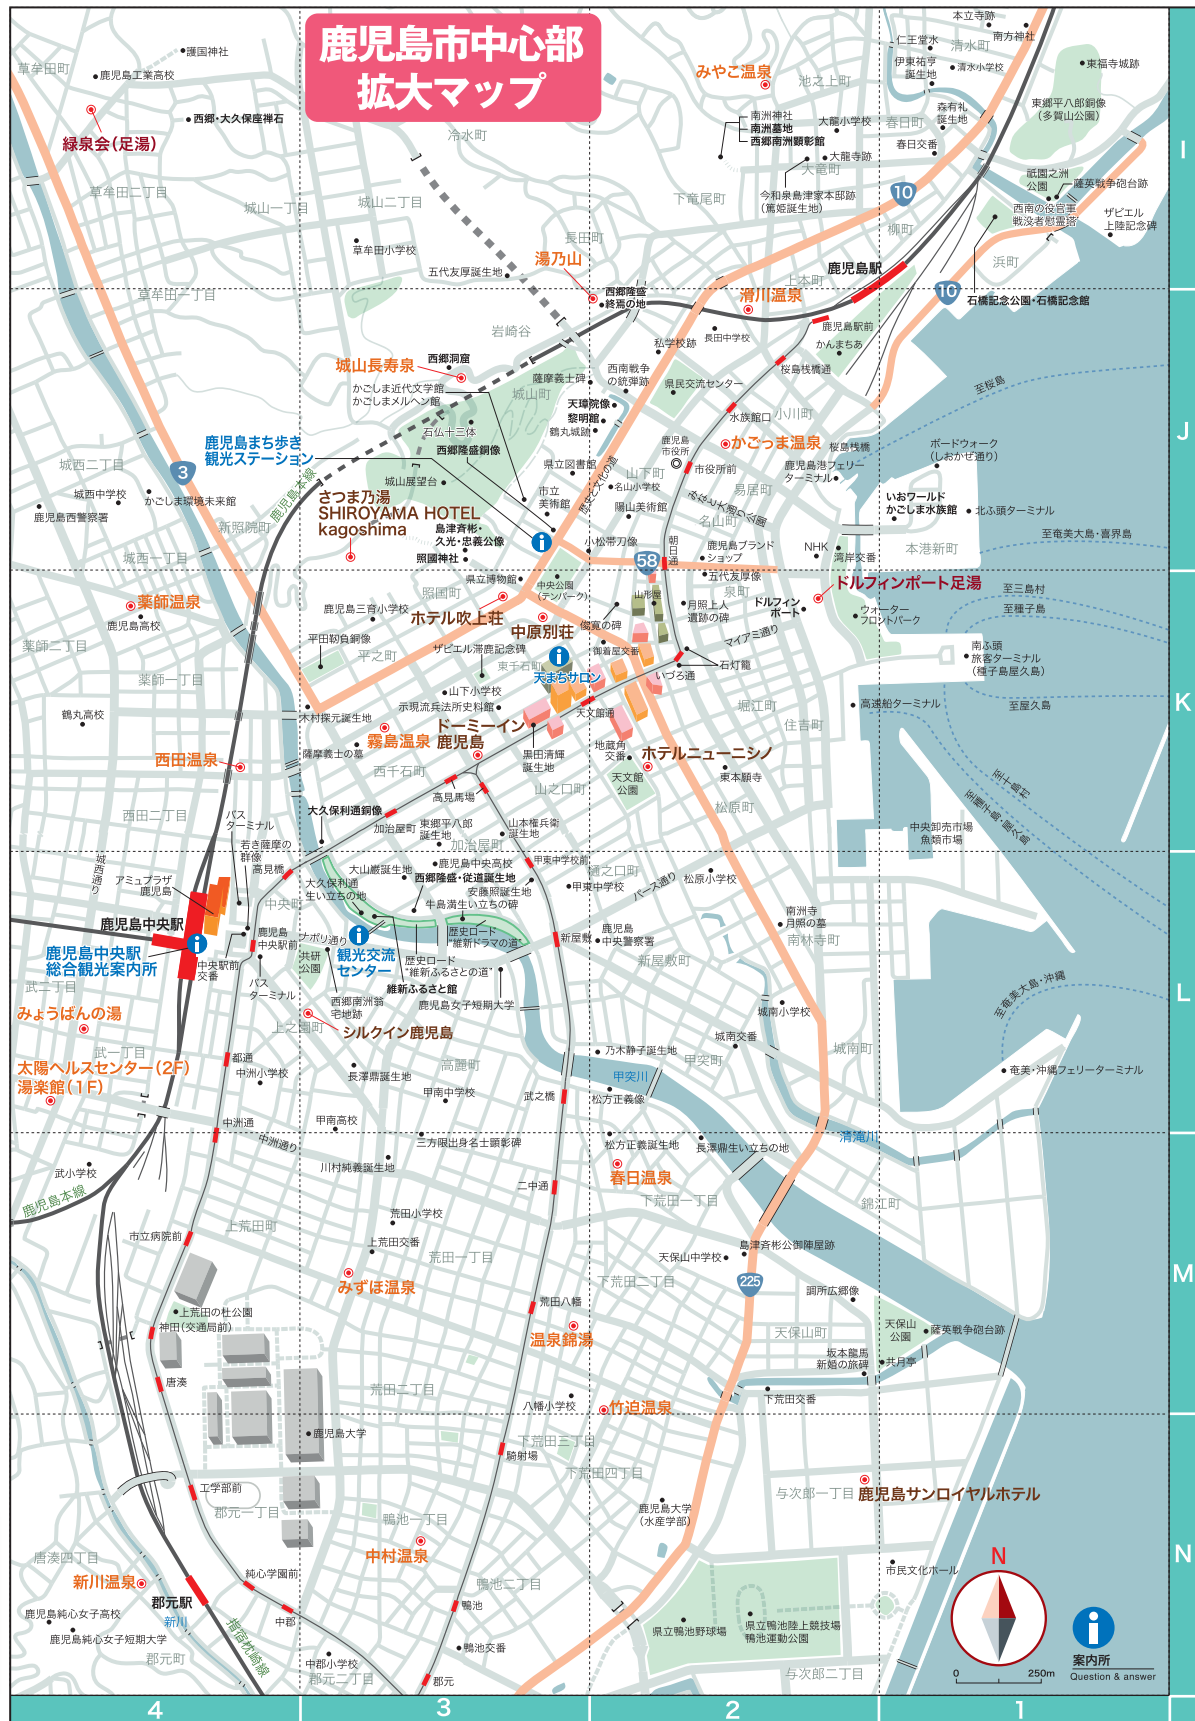 鹿児島市中心部
拡大マップ
護国神社
草牟田町
鹿児島工業高校
緑泉会(足湯)
西郷・大久保座禅石
冷水町
みやこ温泉
池之上町
本立寺跡
南方神社
仁王堂水
清水町
伊東祐亨
誕生地
清水小学校
東福寺城跡
東郷平八郎銅像
(多賀山公園)
森有礼
誕生地
南洲神社
南洲墓地
西郷南洲顕彰館
大龍小学校
春日町
春日交番
大龍寺跡
大竜町
I
祇園之洲
公園
薩英戦争砲台跡
今和泉島津家本邸跡
(篤姫誕生地)
10
西南の役官軍
戦没者慰霊塔
ザビエル
上陸記念碑
柳町
浜町
草牟田二丁目
城山一丁目
城山二丁目
下竜尾町
長田町
草牟田小学校
五代友厚誕生地
湯乃山
鹿児島駅
上本町
草牟田一丁目
西郷隆盛
終焉の地
滑川温泉
10
石橋記念公園・石橋記念館
岩崎谷
鹿児島駅前
かんまちあ
長田中学校
私学校跡
桜島桟橋通
城山長寿泉
西郷洞窟
かごしま近代文学館
かごしまメルヘン館
薩摩義士碑
城山町
西南戦争
の銃弾跡
県民交流センター
至桜島
天璋院像
黎明館
鶴丸城跡
水族館口
小川町
石仏十三体
鹿児島まち歩き
観光ステーション
西郷隆盛銅像
鹿児島
市役所
かごっま温泉
桜島桟橋
ボードウォーク
(しおかぜ通り)
J
城西二丁目
3
県立図書館
山下町
市役所前
鹿児島港フェリー
ターミナル
城西中学校
かごしま環境未来館
鹿児島本線
城山展望台
歴史と文化の道
名山小学校
易居町
鹿児島西警察署
さつま乃湯
SHIROYAMA HOTEL
kagoshima
市立
美術館
陽山美術館
みなと大通り公園
いおワールド
かごしま水族館
北ふ頭ターミナル
新照院町
島津斉彬・
久光・忠義公像
名山町
至奄美大島・喜界島
城西一丁目
照國神社
小松帯刀像
朝日通
鹿児島ブランド
ショップ
NHK
湾岸交番
本港新町
58
県立博物館
中央公園
(テンパーク)
五代友厚像
ドルフィンポート足湯
照国町
山形屋
泉町
至三島村
薬師温泉
鹿児島高校
鹿児島三育小学校
ホテル吹上荘
俊寛の碑
月照上人
遺跡の碑
ドルフィン
ポート
至種子島
中原別荘
ウォーター
フロントパーク
平田靭負銅像
平之町
ザビエル滞鹿記念碑
御着屋交番
マイアミ通り
薬師二丁目
東千石町
天まちサロン
石灯籠
南ふ頭
旅客ターミナル
(種子島屋久島)
薬師一丁目
いづろ通
K
山下小学校
示現流兵法所史料館
天文館通
堀江町
高速船ターミナル
至屋久島
鶴丸高校
木村探元誕生地
住吉町
ドーミーイン
鹿児島
霧島温泉
黒田清輝
誕生地
地蔵角
交番
ホテルニューニシノ
西田温泉
薩摩義士の墓
西千石町
東本願寺
至十島村
高見馬場
山之口町
天文館
公園
至種子島・屋久島
西田二丁目
バス
ターミナル
大久保利通銅像
松原町
加治屋町
東郷平八郎
誕生地
山本権兵衛
誕生地
中央卸売市場
魚類市場
若き薩摩の
群像
加治屋町
城西通り
アミュプラザ
鹿児島
高見橋
大山巌誕生地
鹿児島中央高校
甲東中学校前
樋之口町
大久保利通
生い立ちの地
西郷隆盛・従道誕生地
甲東中学校
パース通り
松原小学校
中央町
安藤照誕生地
牛島満生い立ちの碑
鹿児島中央駅
鹿児島
中央駅前
ナポリ通り
歴史ロード
"維新ドラマの道"
新屋敷
鹿児島
中央警察署
南洲寺
月照の墓
南林寺町
鹿児島中央駅
総合観光案内所
中央駅前
交番
共研
公園
観光交流
センター
歴史ロード
"維新ふるさとの道"
新屋敷町
武二丁目
バス
ターミナル
維新ふるさと館
西郷南洲翁
宅地跡
鹿児島女子短期大学
至奄美大島・沖縄
L
みょうばんの湯
上之園町
シルクイン鹿児島
城南小学校
城南交番
城南町
武一丁目
都通
高麗町
乃木静子誕生地
甲突町
太陽ヘルスセンター(2F)
湯楽館(1F)
中洲小学校
長澤鼎誕生地
甲突川
奄美・沖縄フェリーターミナル
甲南中学校
武之橋
松方正義像
中洲通
甲南高校
中洲通り
三方限出身名士顕彰碑
松方正義誕生地
長澤鼎生い立ちの地
清滝川
武小学校
川村純義誕生地
春日温泉
鹿児島本線
二中通
下荒田一丁目
錦江町
市立病院前
上荒田町
荒田小学校
上荒田交番
荒田一丁目
天保山中学校
島津斉彬公御陣屋跡
M
みずほ温泉
下荒田二丁目
225
調所広郷像
上荒田の杜公園
神田(交通局前)
荒田八幡
温泉錦湯
天保山町
天保山
公園
薩英戦争砲台跡
坂本龍馬
新婚の旅碑
共月亭
唐湊
荒田二丁目
八幡小学校
竹迫温泉
下荒田交番
鹿児島大学
下荒田三丁目
騎射場
下荒田四丁目
工学部前
郡元一丁目
鴨池一丁目
鹿児島大学
(水産学部)
与次郎一丁目
鹿児島サンロイヤルホテル
唐湊四丁目
中村温泉
N
N
新川温泉
純心学園前
鴨池二丁目
市民文化ホール
郡元駅
鹿児島純心女子高校
新川
中郡
鴨池
県立鴨池野球場
県立鴨池陸上競技場
鴨池運動公園
鹿児島純心女子短期大学
指宿枕崎線
郡元町
中郡小学校
鴨池交番
案内所
Question & answer
郡元二丁目
郡元
与次郎二丁目
0
250m
4
3
2
1